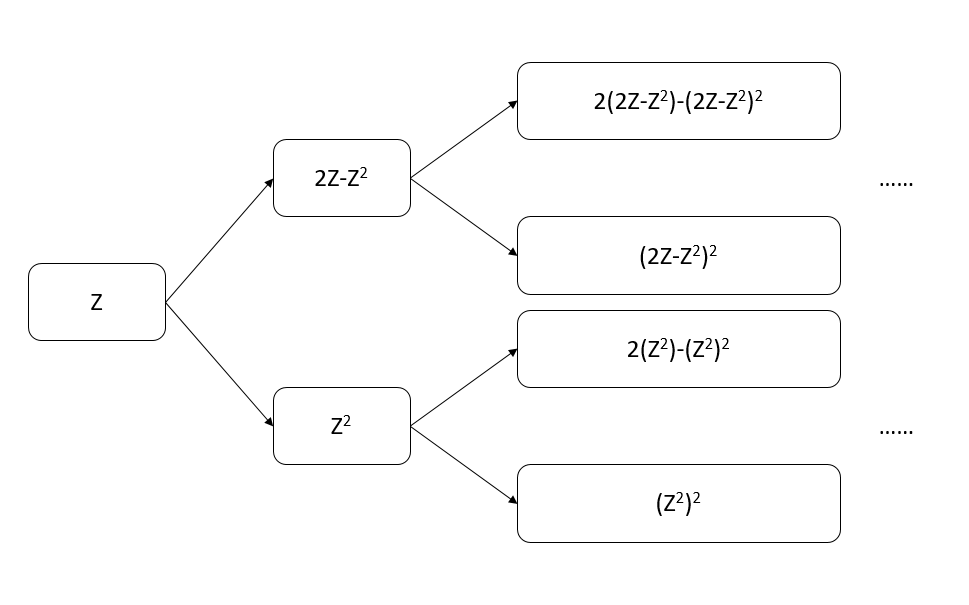 2(2Z-Z²)-(2Z-Z²)²
2Z-Z²
......
(2Z-Z²)²
Z
2(Z²)-(Z²)²
Z²
......
(Z²)²